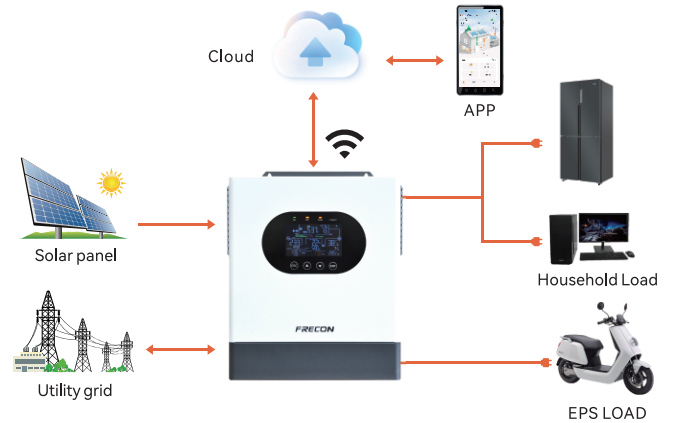 Cloud
APP
Solar panel
Household Load
FRECON
Utility grid
EPS LOAD